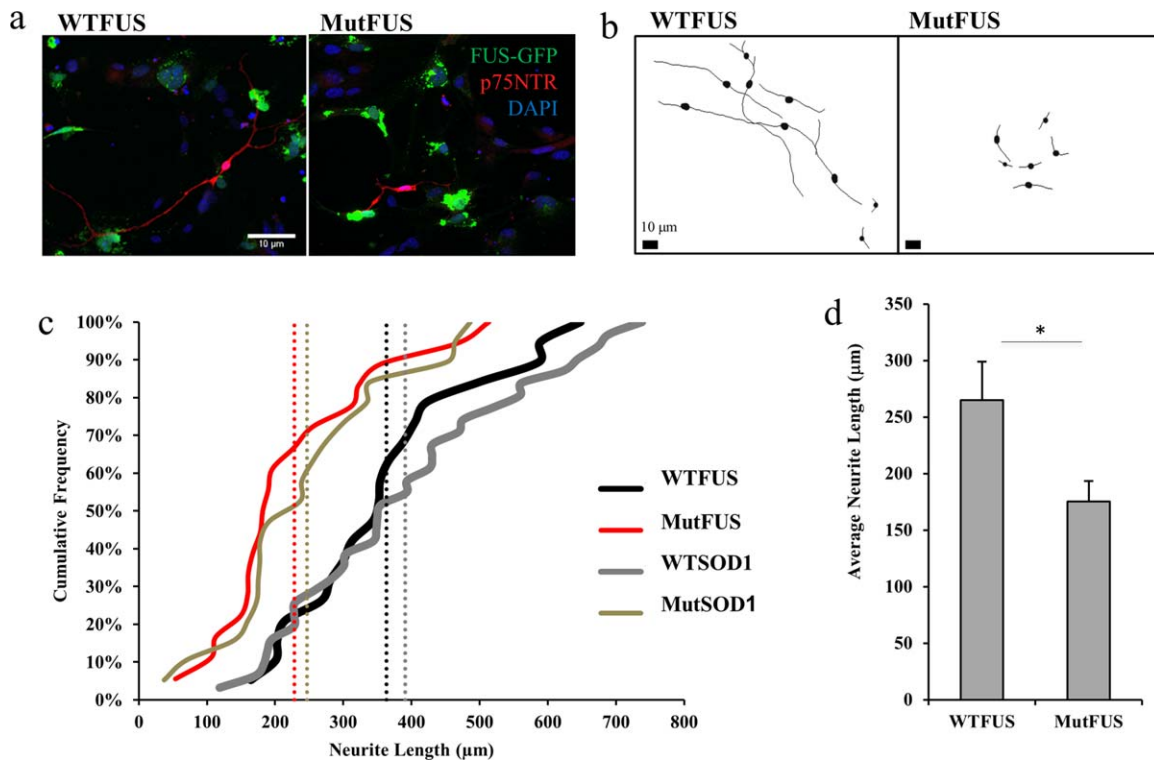 a
WTFUS
MutFUS
FUS-GFP
p75NTR
DAPI
10 µm
b
WTFUS
MutFUS
10 µm
c
Cumulative Frequency
100%
90%
80%
70%
60%
50%
40%
30%
20%
10%
0%
0 100 200 300 400 500 600 700 800
Neurite Length (µm)
WTFUS
MutFUS
WTSOD1
MutSOD1
d
Average Neurite Length (µm)
350
300
250
200
150
100
50
0
*
WTFUS MutFUS